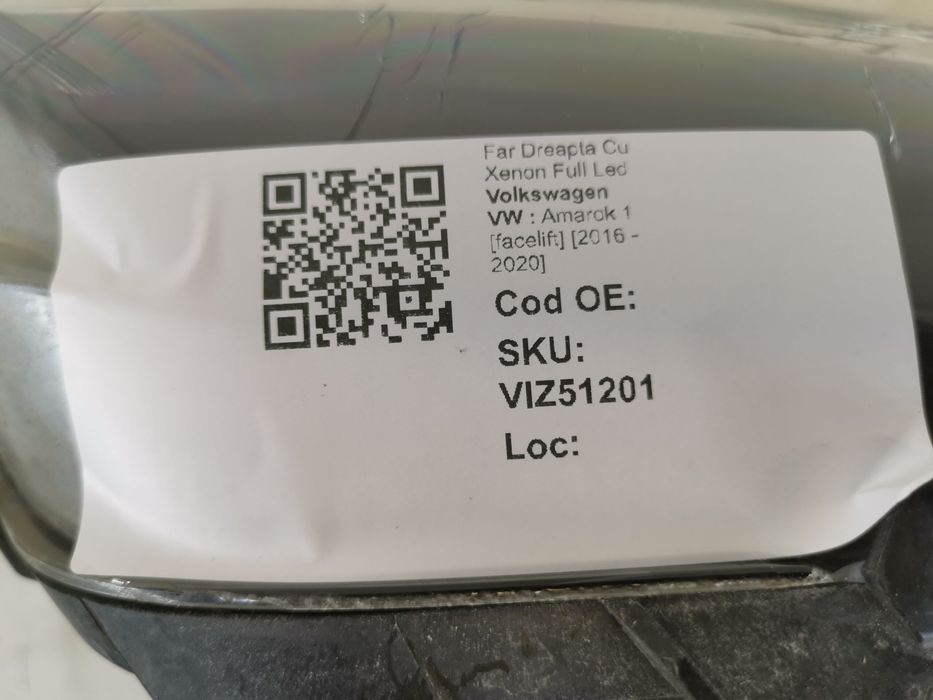 Far Dreapta Cu
Xenon Full Led
Volkswagen
VW : Amarok 1
[facelift] [2016 -
2020]
Cod OE:
SKU:
VIZ51201
Loc: